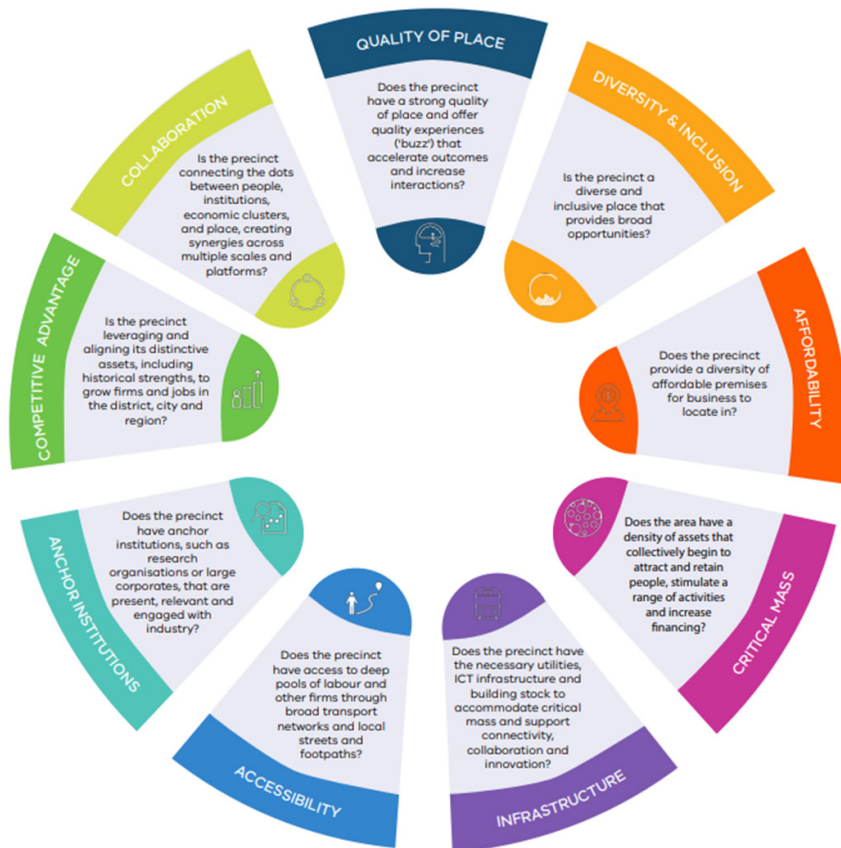 QUALITY OF PLACE
Does the precinct
have a strong quality
of place and offer
quality experiences
('buzz') that
accelerate outcomes
and increase
interactions?
DIVERSITY & INCLUSION
Is the precinct a
diverse and
inclusive place that
provides broad
opportunities?
AFFORDABILITY
Does the precinct
provide a diversity of
affordable premises
for business to
locate in?
CRITICAL MASS
Does the area have a
density of assets that
collectively begin to
attract and retain
people, stimulate a
range of activities
and increase
financing?
INFRASTRUCTURE
Does the precinct have
the necessary utilities,
ICT infrastructure and
building stock to
accommodate critical
mass and support
connectivity,
collaboration and
innovation?
ACCESSIBILITY
Does the precinct
have access to deep
pools of labour and
other firms through
broad transport
networks and local
streets and
footpaths?
ANCHOR INSTITUTIONS
Does the precinct
have anchor
institutions, such as
research
organisations or large
corporates, that are
present, relevant and
engaged with
industry?
COMPETITIVE ADVANTAGE
Is the precinct
leveraging and
aligning its distinctive
assets, including
historical strengths, to
grow firms and jobs in
the district, city and
region?
COLLABORATION
Is the precinct
connecting the dots
between people,
institutions,
economic clusters,
and place, creating
synergies across
multiple scales and
platforms?